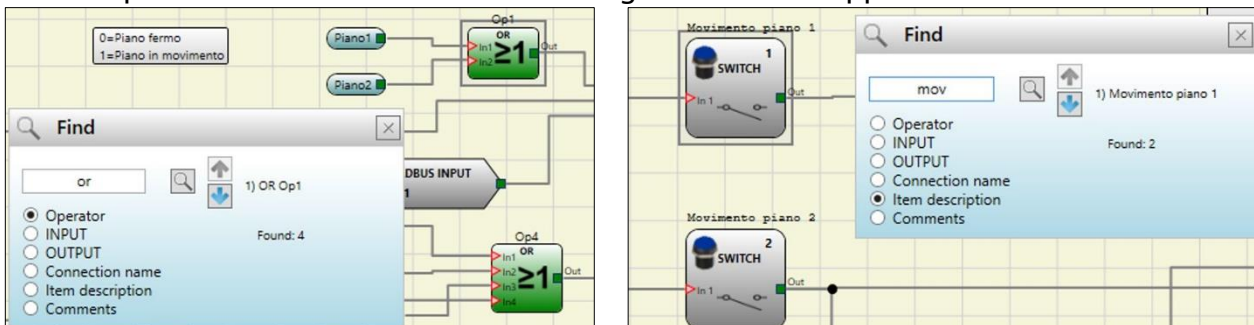 0=Piano fermo
1=Piano in movimento
Piano1
Piano2
Op1
OR
In1
In2
≥1
Out
Find
or
1) OR Op1
Operator
INPUT
OUTPUT
Connection name
Item description
Comments
Found: 4
DBUS INPUT
1
Op4
OR
In1
In2
In3
In4
≥1
Out
Movimento piano 1
1
SWITCH
In 1
Out
Find
mov
1) Movimento piano 1
Operator
INPUT
OUTPUT
Connection name
Item description
Comments
Found: 2
Movimento piano 2
2
SWITCH
In 1
Out